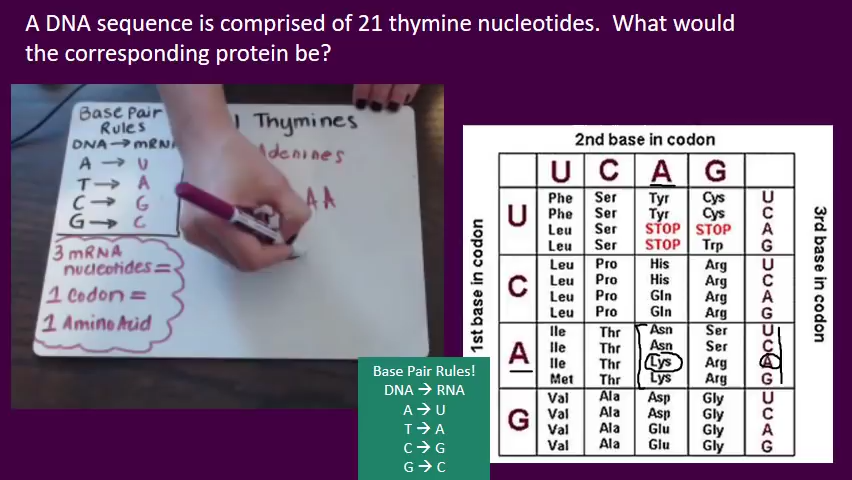 A DNA sequence is comprised of 21 thymine nucleotides. What would
the corresponding protein be?
Base Pair
Rules
DNA → mRN
A → U
T → A
C → G
G → C
3 mRNA
nucleotides =
1 Codon =
1 Amino Acid
Thymines
denines
AA
Base Pair Rules!
DNA → RNA
A → U
T → A
C → G
G → C
2nd base in codon
U C A G
1st base in codon
U
Phe Ser Tyr Cys U
Phe Ser Tyr Cys C
Leu Ser STOP STOP A
Leu Ser STOP Trp G
C
Leu Pro His Arg U
Leu Pro His Arg C
Leu Pro Gln Arg A
Leu Pro Gln Arg G
A
Ile Thr Asn Ser U
Ile Thr Asn Ser C
Ile Thr Lys Arg A
Met Thr Lys Arg G
G
Val Ala Asp Gly U
Val Ala Asp Gly C
Val Ala Glu Gly A
Val Ala Glu Gly G
3rd base in codon